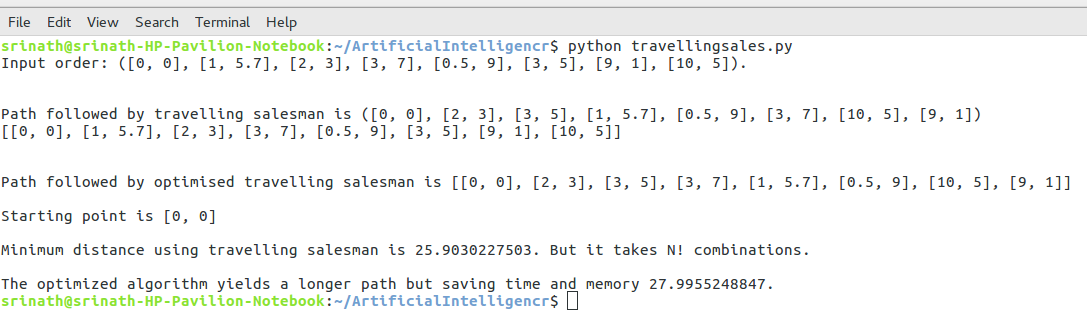 File Edit View Search Terminal Help
srinath@srinath-HP-Pavilion-Notebook:~/ArtificialIntelligencr$ python travellingsales.py
Input order: ([0, 0], [1, 5.7], [2, 3], [3, 7], [0.5, 9], [3, 5], [9, 1], [10, 5]).
Path followed by travelling salesman is ([0, 0], [2, 3], [3, 5], [1, 5.7], [0.5, 9], [3, 7], [10, 5], [9, 1])
[[0, 0], [1, 5.7], [2, 3], [3, 7], [0.5, 9], [3, 5], [9, 1], [10, 5]]
Path followed by optimised travelling salesman is [[0, 0], [2, 3], [3, 5], [3, 7], [1, 5.7], [0.5, 9], [10, 5], [9, 1]]
Starting point is [0, 0]
Minimum distance using travelling salesman is 25.9030227503. But it takes N! combinations.
The optimized algorithm yields a longer path but saving time and memory 27.9955248847.
srinath@srinath-HP-Pavilion-Notebook:~/ArtificialIntelligencr$